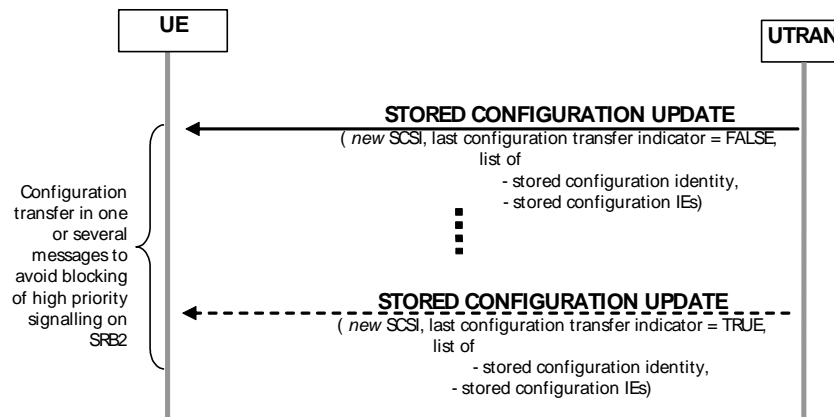 UE
UTRAN
STORED CONFIGURATION UPDATE
( new SCSI, last configuration transfer indicator = FALSE,
list of
- stored configuration identity,
- stored configuration IEs)
Configuration
transfer in one
or several
messages to
avoid blocking
of high priority
signalling on
SRB2
STORED CONFIGURATION UPDATE
( new SCSI, last configuration transfer indicator = TRUE,
list of
- stored configuration identity,
- stored configuration IEs)